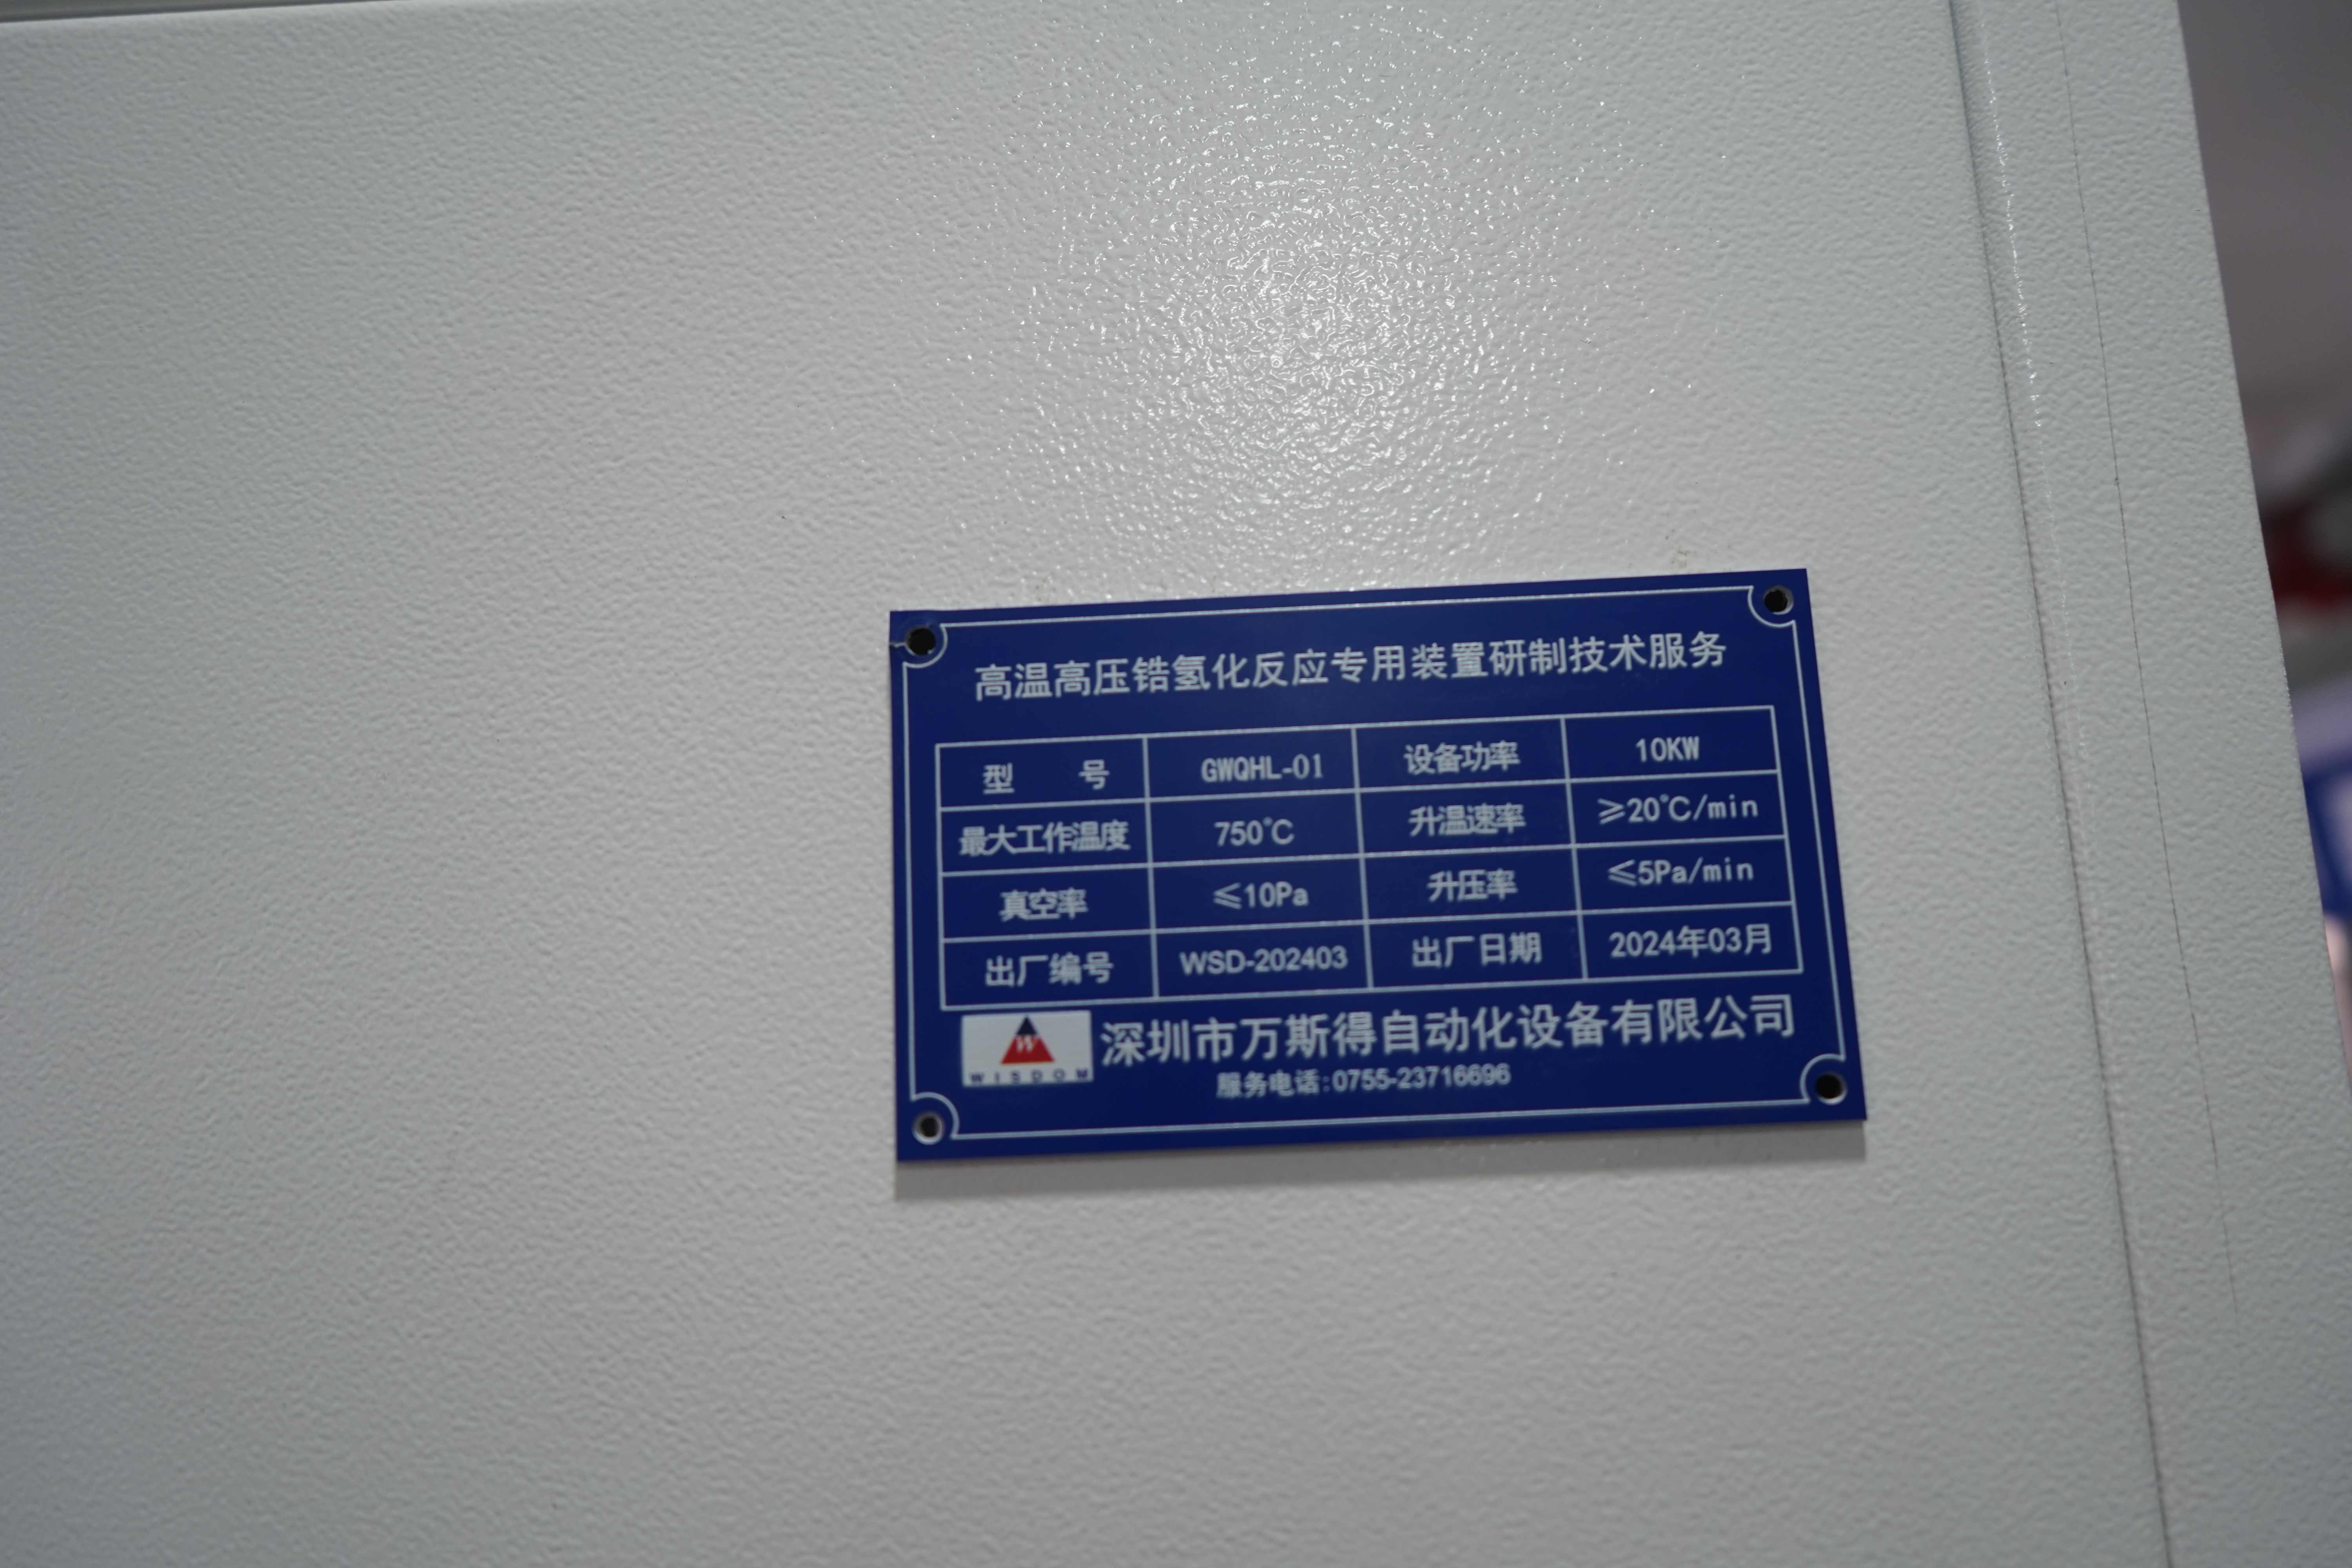 高温高压锆氢化反应专用装置研制技术服务
型 号 GWQHL-01 设备功率 10KW
最大工作温度 750℃ 升温速率 ≥20℃/min
真空率 ≤10Pa 升压率 ≤5Pa/min
出厂编号 WSD-202403 出厂日期 2024年03月
W
WISDOM
深圳市万斯得自动化设备有限公司
服务电话:0755-23716696